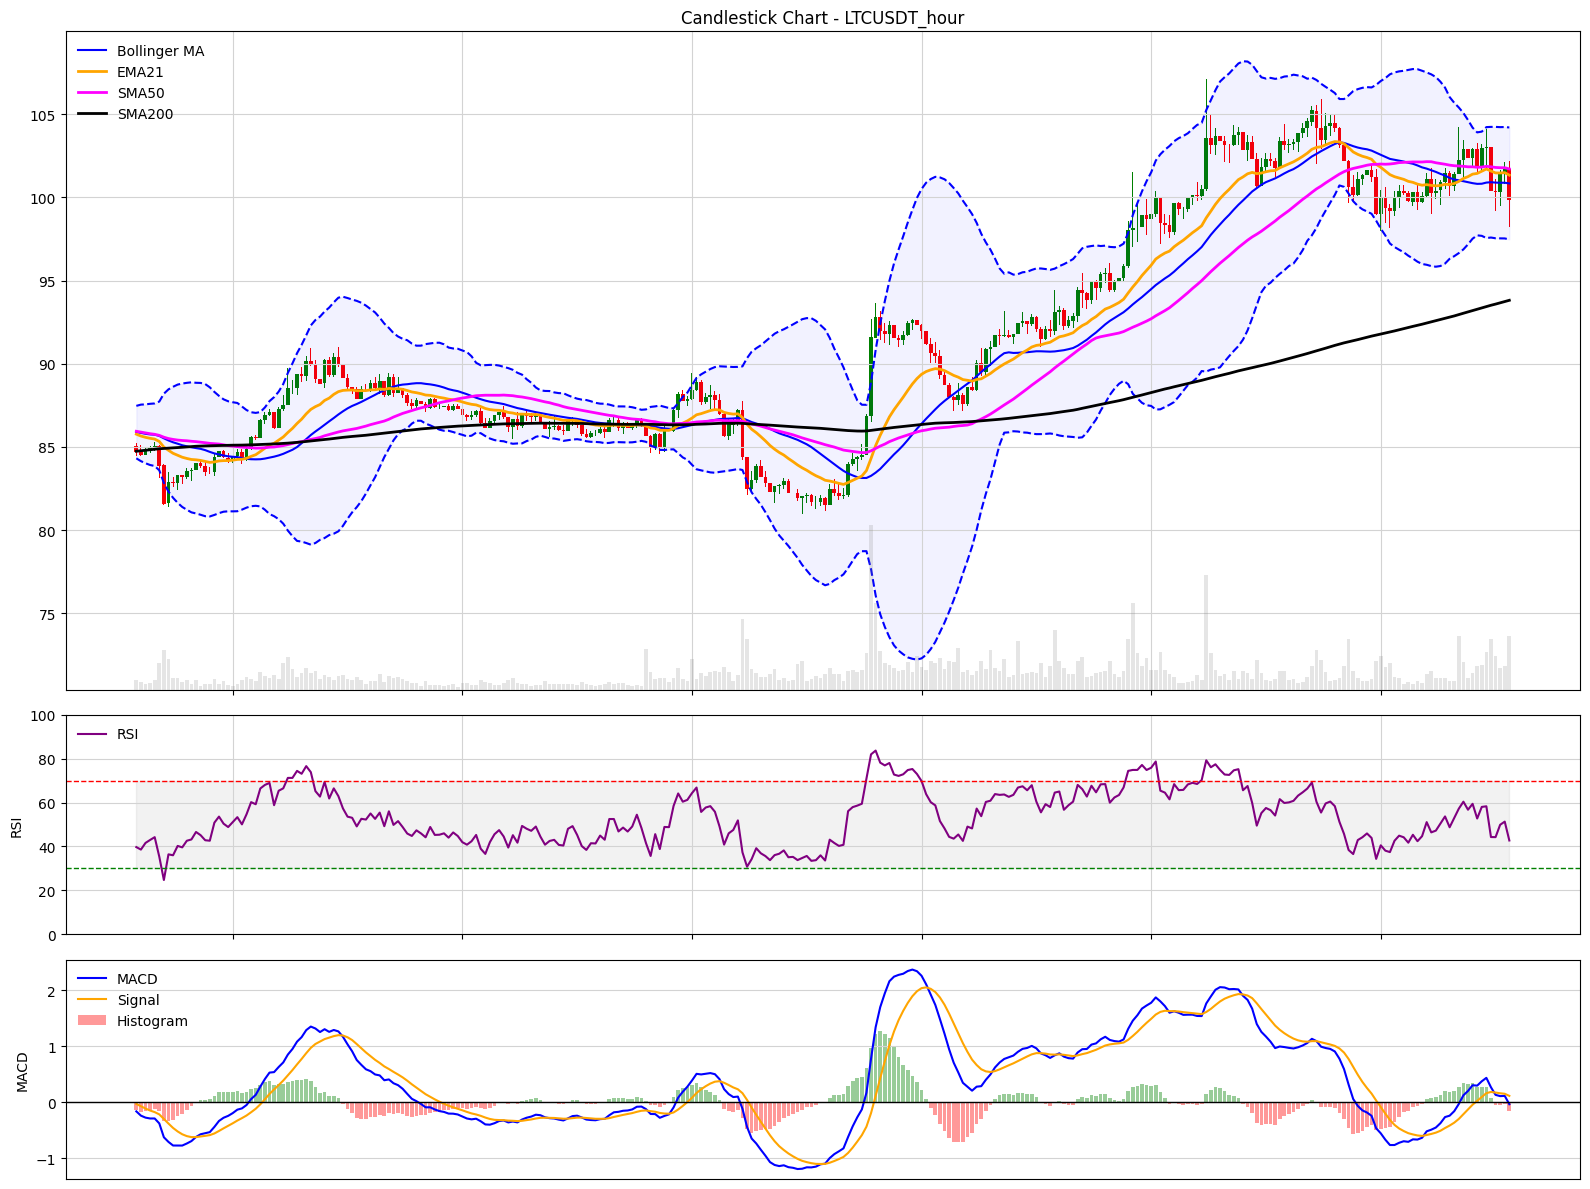 Candlestick Chart - LTCUSDT_hour
Bollinger MA
EMA21
SMA50
SMA200
105
100
95
90
85
80
75
RSI
100
80
60
40
20
0
RSI
MACD
Signal
Histogram
2
1
0
−1
MACD